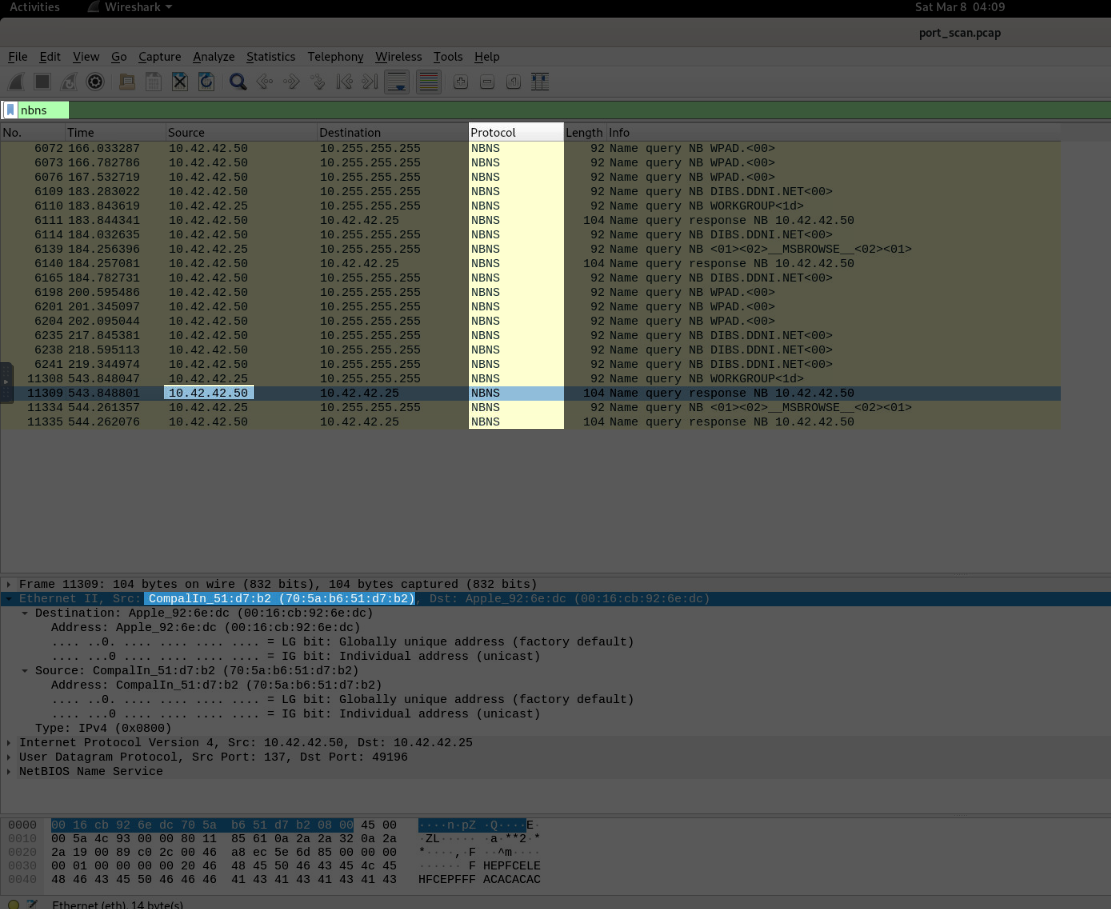 Activities Wireshark Sat Mar 8 04:09
port_scan.pcap
File Edit View Go Capture Analyze Statistics Telephony Wireless Tools Help
nbns
No. Time Source Destination Protocol Length Info
6072 166.033287 10.42.42.50 10.255.255.255 NBNS 92 Name query NB WPAD.<00>
6073 166.782786 10.42.42.50 10.255.255.255 NBNS 92 Name query NB WPAD.<00>
6076 167.532719 10.42.42.50 10.255.255.255 NBNS 92 Name query NB WPAD.<00>
6109 183.283022 10.42.42.50 10.255.255.255 NBNS 92 Name query NB DIBS.DDNI.NET<00>
6110 183.843619 10.42.42.25 10.255.255.255 NBNS 92 Name query NB WORKGROUP<1d>
6111 183.844341 10.42.42.50 10.42.42.25 NBNS 104 Name query response NB 10.42.42.50
6114 184.032635 10.42.42.50 10.255.255.255 NBNS 92 Name query NB DIBS.DDNI.NET<00>
6139 184.256396 10.42.42.25 10.255.255.255 NBNS 92 Name query NB <01><02>__MSBROWSE__<02><01>
6140 184.257081 10.42.42.50 10.42.42.25 NBNS 104 Name query response NB 10.42.42.50
6165 184.782731 10.42.42.50 10.255.255.255 NBNS 92 Name query NB DIBS.DDNI.NET<00>
6198 200.595486 10.42.42.50 10.255.255.255 NBNS 92 Name query NB WPAD.<00>
6201 201.345097 10.42.42.50 10.255.255.255 NBNS 92 Name query NB WPAD.<00>
6204 202.095044 10.42.42.50 10.255.255.255 NBNS 92 Name query NB WPAD.<00>
6235 217.845381 10.42.42.50 10.255.255.255 NBNS 92 Name query NB DIBS.DDNI.NET<00>
6238 218.595113 10.42.42.50 10.255.255.255 NBNS 92 Name query NB DIBS.DDNI.NET<00>
6241 219.344974 10.42.42.50 10.255.255.255 NBNS 92 Name query NB DIBS.DDNI.NET<00>
11308 543.848047 10.42.42.25 10.255.255.255 NBNS 92 Name query NB WORKGROUP<1d>
11309 543.848801 10.42.42.50 10.42.42.25 NBNS 104 Name query response NB 10.42.42.50
11334 544.261357 10.42.42.25 10.255.255.255 NBNS 92 Name query NB <01><02>__MSBROWSE__<02><01>
11335 544.262076 10.42.42.50 10.42.42.25 NBNS 104 Name query response NB 10.42.42.50
Frame 11309: 104 bytes on wire (832 bits), 104 bytes captured (832 bits)
Ethernet II, Src: CompalIn_51:d7:b2 (70:5a:b6:51:d7:b2), Dst: Apple_92:6e:dc (00:16:cb:92:6e:dc)
Destination: Apple_92:6e:dc (00:16:cb:92:6e:dc)
Address: Apple_92:6e:dc (00:16:cb:92:6e:dc)
.... ..0. .... .... .... .... = LG bit: Globally unique address (factory default)
.... ...0 .... .... .... .... = IG bit: Individual address (unicast)
Source: CompalIn_51:d7:b2 (70:5a:b6:51:d7:b2)
Address: CompalIn_51:d7:b2 (70:5a:b6:51:d7:b2)
.... ..0. .... .... .... .... = LG bit: Globally unique address (factory default)
.... ...0 .... .... .... .... = IG bit: Individual address (unicast)
Type: IPv4 (0x0800)
Internet Protocol Version 4, Src: 10.42.42.50, Dst: 10.42.42.25
User Datagram Protocol, Src Port: 137, Dst Port: 49196
NetBIOS Name Service
0000 00 16 cb 92 6e dc 70 5a b6 51 d7 b2 08 00 45 00 ····n·pZ ·Q····E·
0010 00 5a 4c 93 00 00 80 11 85 61 0a 2a 2a 32 0a 2a ·ZL····· ·a·**2·*
0020 2a 19 00 89 c0 2c 00 46 a8 ec 5e 6d 85 00 00 00 *····,·F ··^m····
0030 00 01 00 00 00 00 20 46 48 45 50 46 43 45 4c 45 ······ F HEPFCELE
0040 48 46 43 45 50 46 46 46 41 43 41 43 41 43 41 43 HFCEPFFF ACACACAC
Ethernet (eth), 14 byte(s)